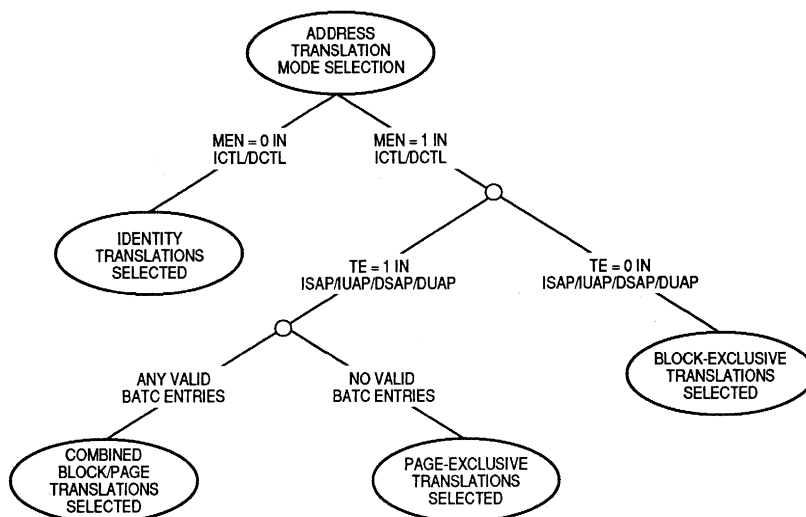 ADDRESS
TRANSLATION
MODE SELECTION
MEN = 0 IN
ICTL/DCTL
MEN = 1 IN
ICTL/DCTL
IDENTITY
TRANSLATIONS
SELECTED
TE = 1 IN
ISAP/IUAP/DSAP/DUAP
TE = 0 IN
ISAP/IUAP/DSAP/DUAP
ANY VALID
BATC ENTRIES
NO VALID
BATC ENTRIES
BLOCK-EXCLUSIVE
TRANSLATIONS
SELECTED
COMBINED
BLOCK/PAGE
TRANSLATIONS
SELECTED
PAGE-EXCLUSIVE
TRANSLATIONS
SELECTED